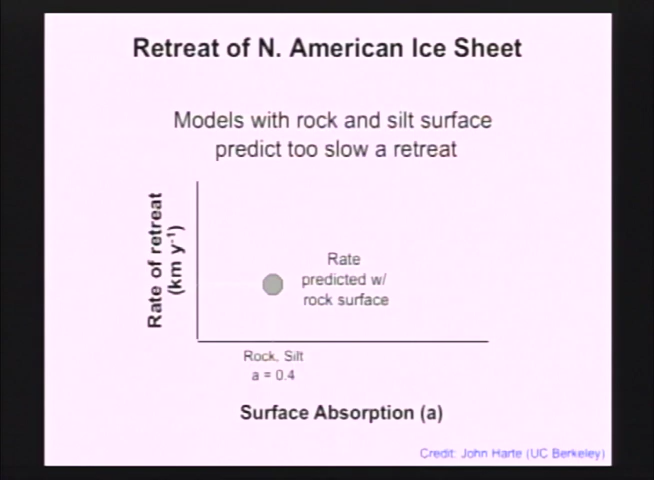 Retreat of N. American Ice Sheet
Models with rock and silt surface
predict too slow a retreat
Rate of retreat
(km y⁻¹)
Rate
predicted w/
rock surface
Rock, Silt
a = 0.4
Surface Absorption (a)
Credit: John Harte (UC Berkeley)